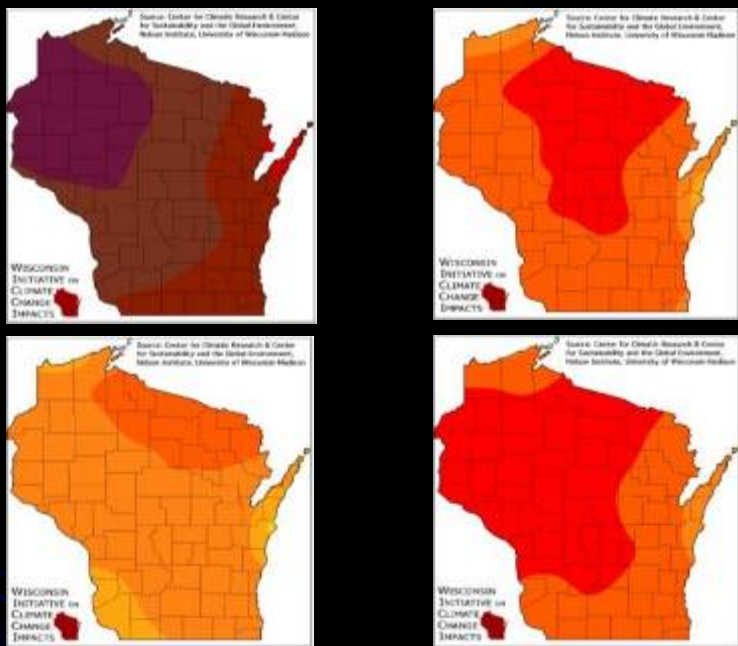 Source: Center for Climatic Research & Center
for Sustainability and the Global Environment,
Nelson Institute, University of Wisconsin-Madison
WISCONSIN
INITIATIVE ON
CLIMATE
CHANGE
IMPACTS
Source: Center for Climatic Research & Center
for Sustainability and the Global Environment,
Nelson Institute, University of Wisconsin-Madison
WISCONSIN
INITIATIVE ON
CLIMATE
CHANGE
IMPACTS
Source: Center for Climatic Research & Center
for Sustainability and the Global Environment,
Nelson Institute, University of Wisconsin-Madison
WISCONSIN
INITIATIVE ON
CLIMATE
CHANGE
IMPACTS
Source: Center for Climatic Research & Center
for Sustainability and the Global Environment,
Nelson Institute, University of Wisconsin-Madison
WISCONSIN
INITIATIVE ON
CLIMATE
CHANGE
IMPACTS